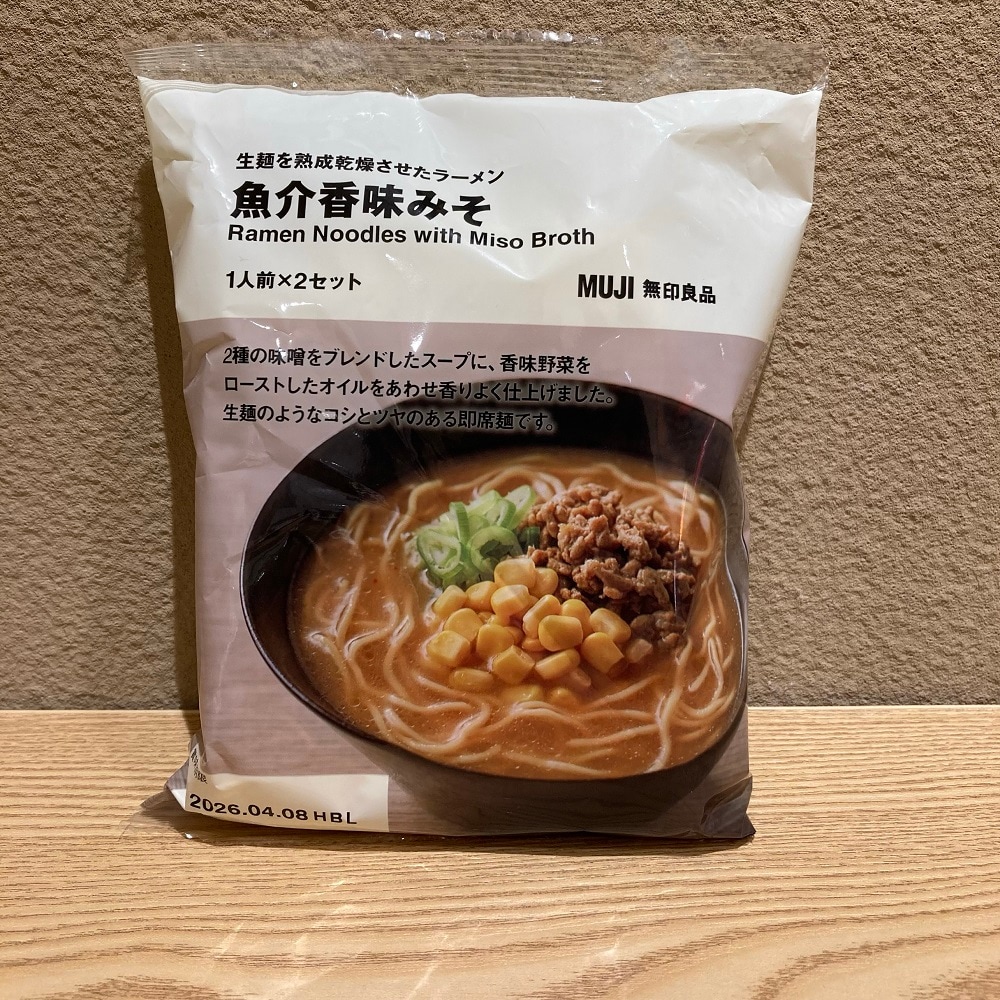 生麺を熟成乾燥させたラーメン
魚介香味みそ
Ramen Noodles with Miso Broth
1人前×2セット
MUJI 無印良品
2種の味噌をブレンドしたスープに、香味野菜を
ローストしたオイルをあわせ香りよく仕上げました。
生麺のようなコシとツヤのある即席麺です。
2026.04.08 HBL